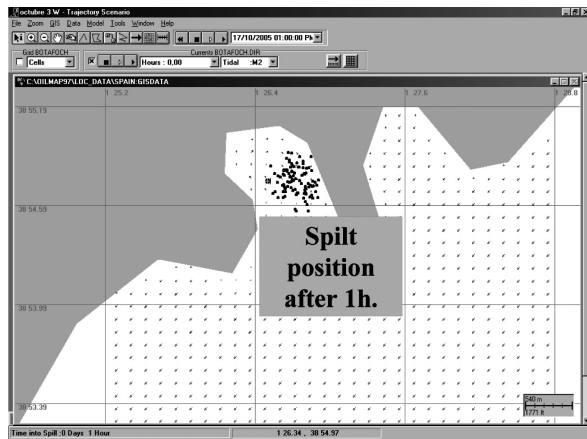 octubre 3 W - Trajectory Scenario
File Zoom GIS Data Model Tools Window Help
17/10/2005 01:00:00 PM
Grid BOTAFOCH
Currents BOTAFOCH.DIR
Cells
Hours : 0,00
Tidal :M2
C:\OILMAP97\LOC_DATA\SPAIN:GISDATA
1 25.2
1 26.4
1 27.6
1 28.8
38 55.19
38 54.59
38 53.99
38 53.39
Spilt
position
after 1h.
540 m
1771 ft
Time into Spill :0 Days 1 Hour
1 26.34 , 38 54.97